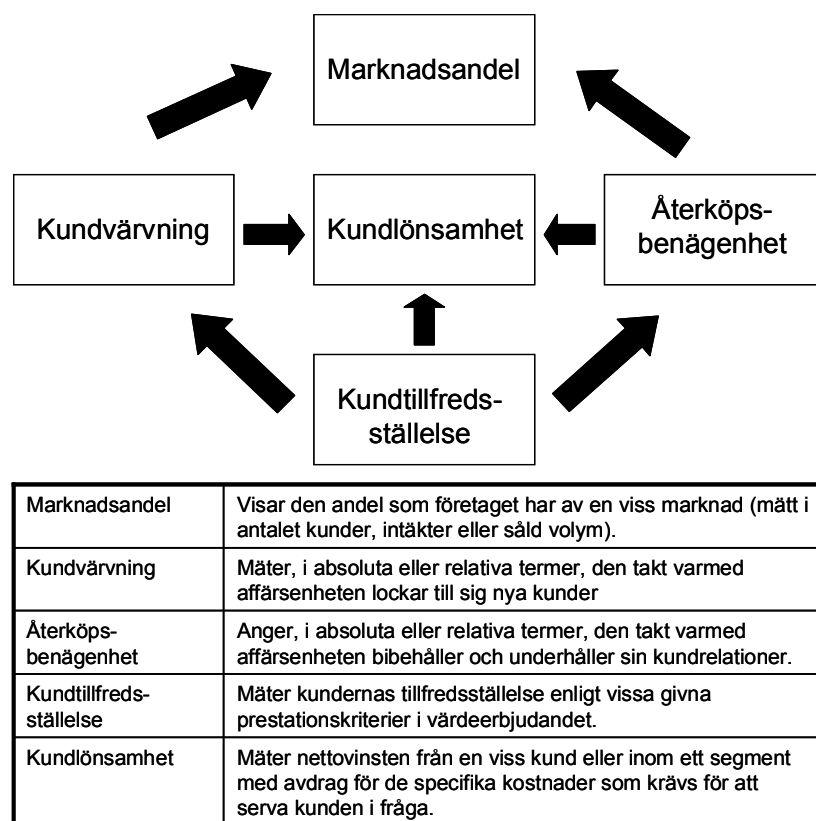 Marknadsandel
Kundvärvning
Kundlönsamhet
Återköps-
benägenhet
Kundtillfreds-
ställelse
Marknadsandel
Visar den andel som företaget har av en viss marknad (mätt i
antalet kunder, intäkter eller såld volym).
Kundvärvning
Mäter, i absoluta eller relativa termer, den takt varmed
affärsenheten lockar till sig nya kunder
Återköps-
benägenhet
Anger, i absoluta eller relativa termer, den takt varmed
affärsenheten bibehåller och underhåller sin kundrelationer.
Kundtillfreds-
ställelse
Mäter kundernas tillfredsställelse enligt vissa givna
prestationskriterier i värdeerbjudandet.
Kundlönsamhet
Mäter nettovinsten från en viss kund eller inom ett segment
med avdrag för de specifika kostnader som krävs för att
serva kunden i fråga.